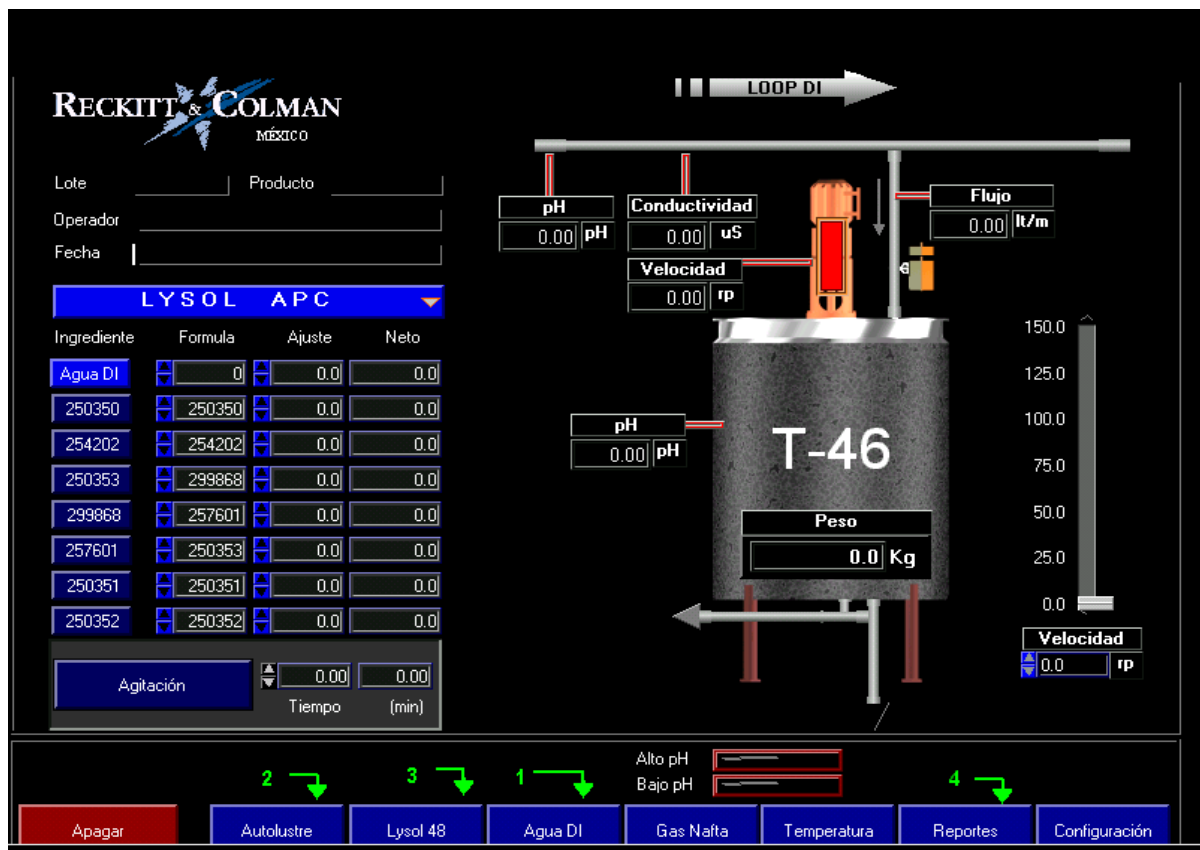 LOOP DI
RECKITT & COLMAN
MÉXICO
Lote Producto
Operador
Fecha
pH
0.00 pH
Conductividad
0.00 uS
Velocidad
0.00 rp
Flujo
0.00 lt/m
LYSOL APC
Ingrediente Formula Ajuste Neto
Agua DI 0 0.0 0.0
250350 250350 0.0 0.0
254202 254202 0.0 0.0
250353 299868 0.0 0.0
299868 257601 0.0 0.0
257601 250353 0.0 0.0
250351 250351 0.0 0.0
250352 250352 0.0 0.0
Agitación 0.00 0.00
Tiempo (min)
pH
0.00 pH
T-46
Peso
0.0 Kg
150.0
125.0
100.0
75.0
50.0
25.0
0.0
Velocidad
0.0 rp
Alto pH
Bajo pH
2 3 1 4
Apagar Autolustre Lysol 48 Agua DI Gas Nafta Temperatura Reportes Configuración